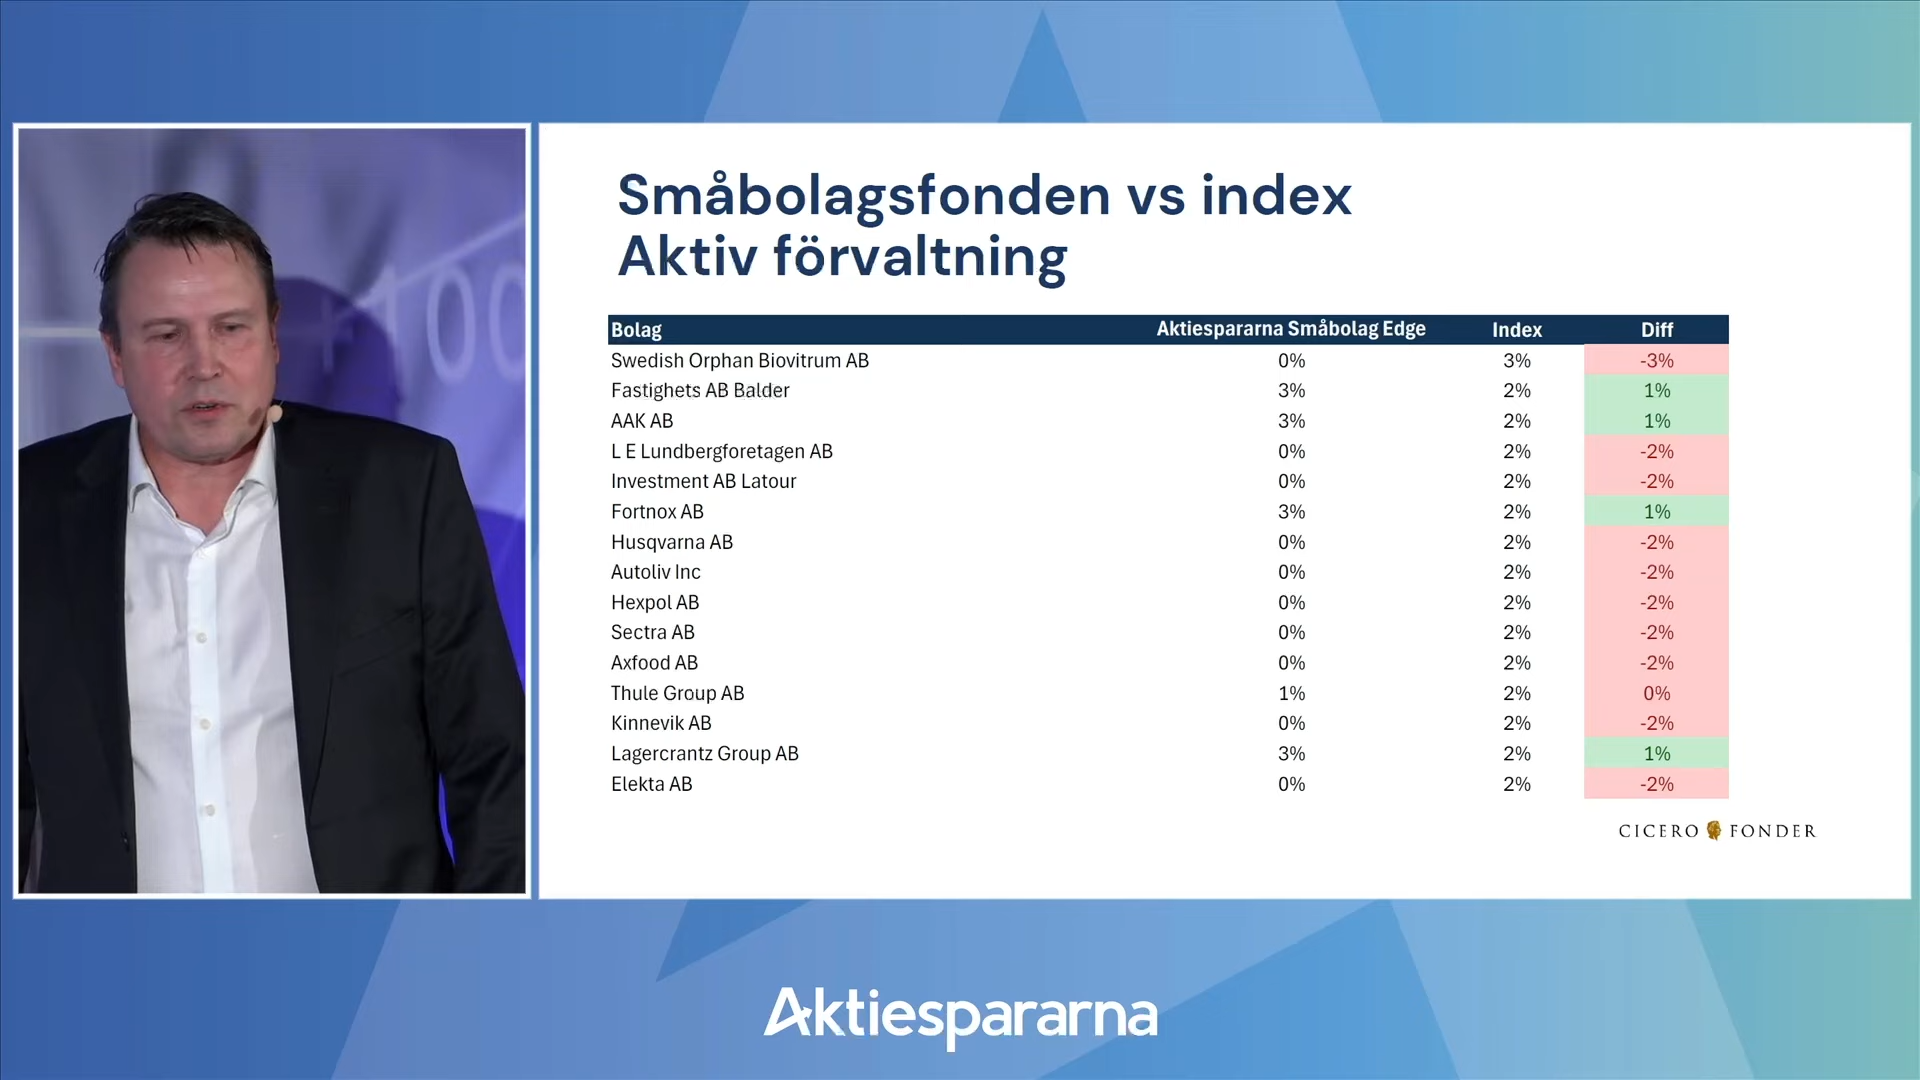 Småbolagsfonden vs index
Aktiv förvaltning
Bolag Aktiespararna Småbolag Edge Index Diff
Swedish Orphan Biovitrum AB 0% 3% -3%
Fastighets AB Balder 3% 2% 1%
AAK AB 3% 2% 1%
L E Lundbergforetagen AB 0% 2% -2%
Investment AB Latour 0% 2% -2%
Fortnox AB 3% 2% 1%
Husqvarna AB 0% 2% -2%
Autoliv Inc 0% 2% -2%
Hexpol AB 0% 2% -2%
Sectra AB 0% 2% -2%
Axfood AB 0% 2% -2%
Thule Group AB 1% 2% 0%
Kinnevik AB 0% 2% -2%
Lagercrantz Group AB 3% 2% 1%
Elekta AB 0% 2% -2%
CICERO FONDER
Aktiespararna